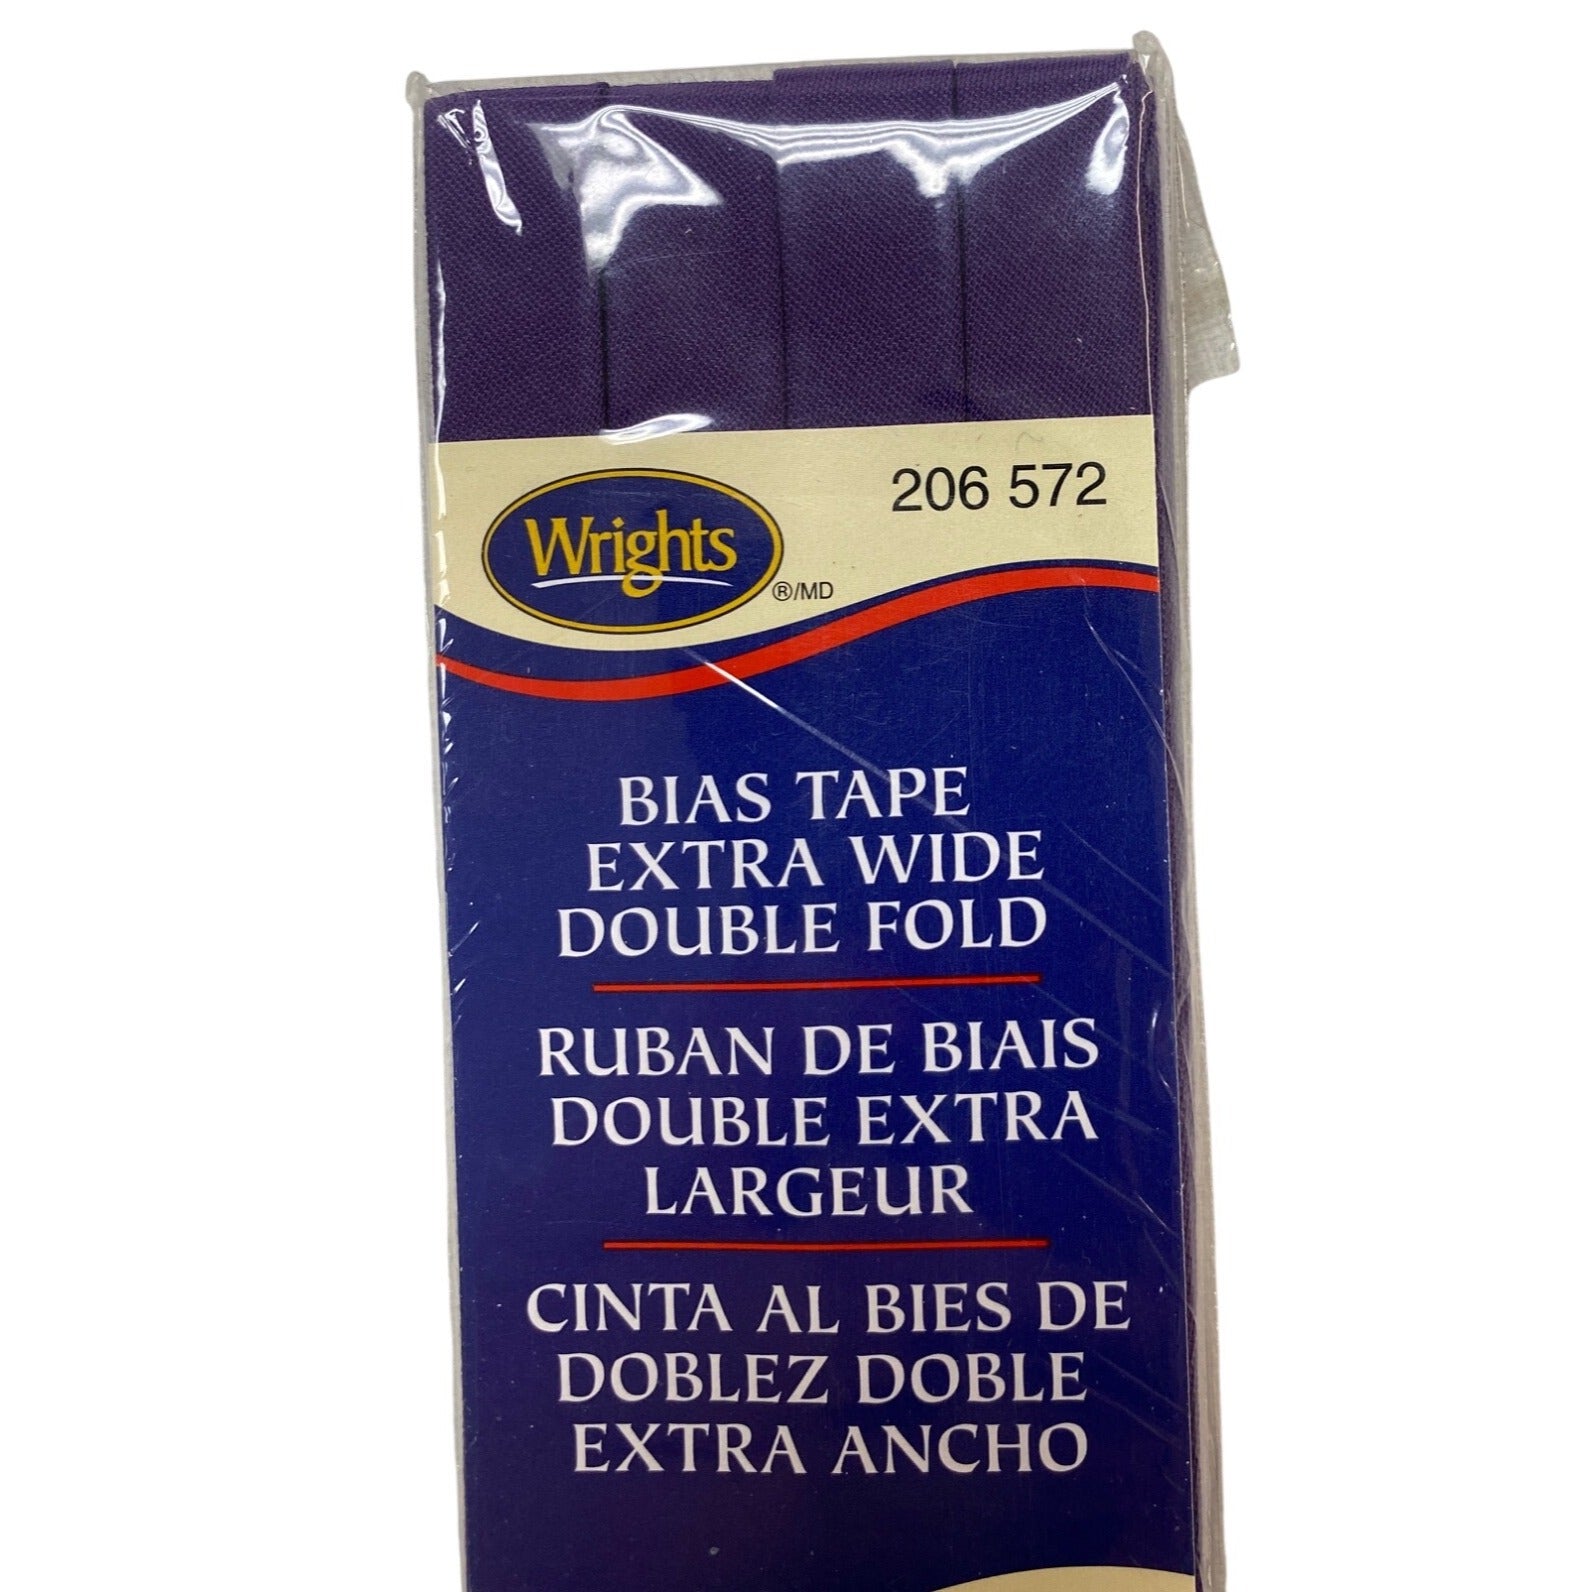 206 572
Wrights
®/MD
BIAS TAPE
EXTRA WIDE
DOUBLE FOLD
RUBAN DE BIAIS
DOUBLE EXTRA
LARGEUR
CINTA AL BIES DE
DOBLEZ DOBLE
EXTRA ANCHO